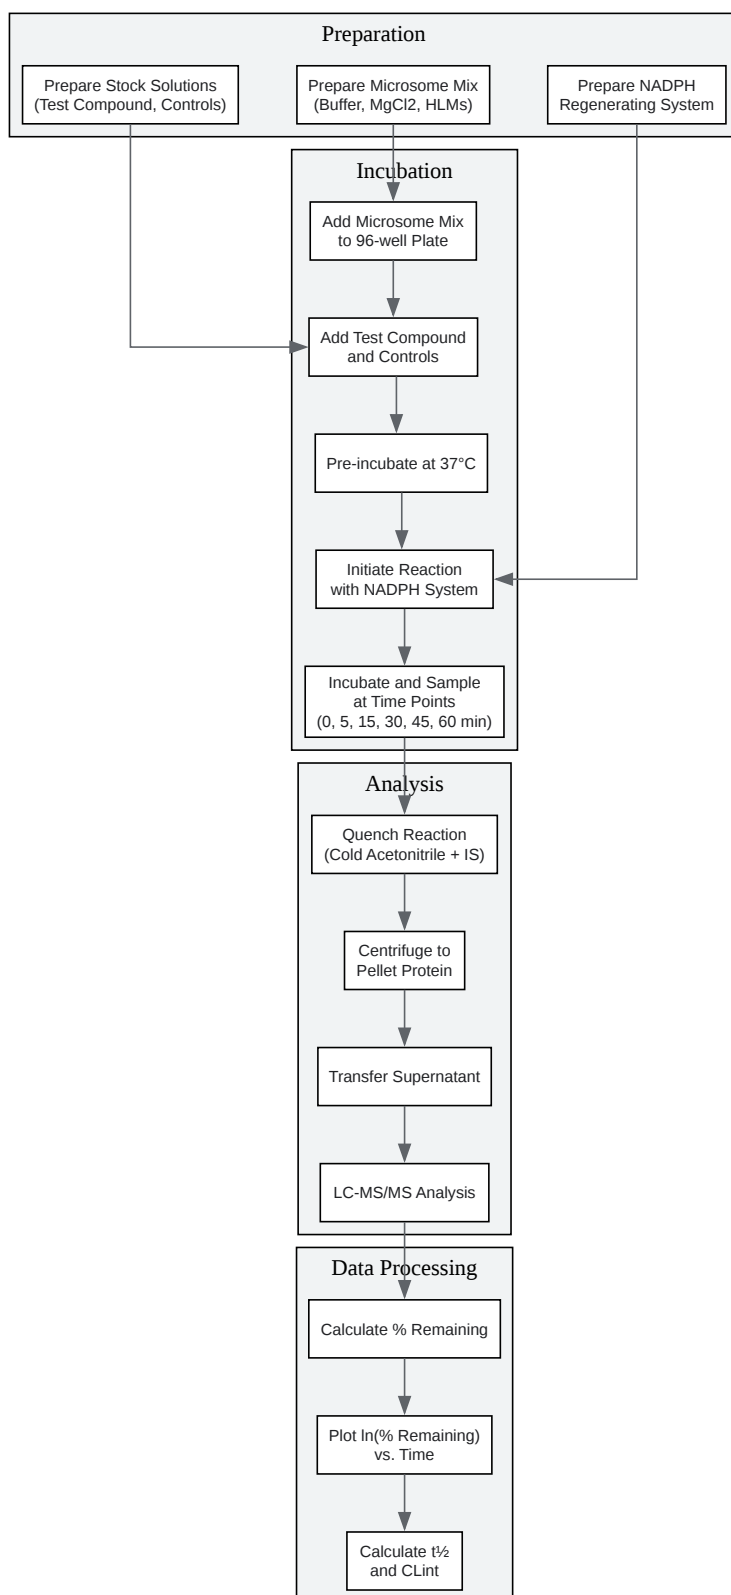 Preparation
Prepare Stock Solutions
(Test Compound, Controls)
Prepare Microsome Mix
(Buffer, MgCl2, HLMs)
Prepare NADPH
Regenerating System
Incubation
Add Microsome Mix
to 96-well Plate
Add Test Compound
and Controls
Pre-incubate at 37°C
Initiate Reaction
with NADPH System
Incubate and Sample
at Time Points
(0, 5, 15, 30, 45, 60 min)
Analysis
Quench Reaction
(Cold Acetonitrile + IS)
Centrifuge to
Pellet Protein
Transfer Supernatant
LC-MS/MS Analysis
Data Processing
Calculate % Remaining
Plot ln(% Remaining)
vs. Time
Calculate t½
and CLint